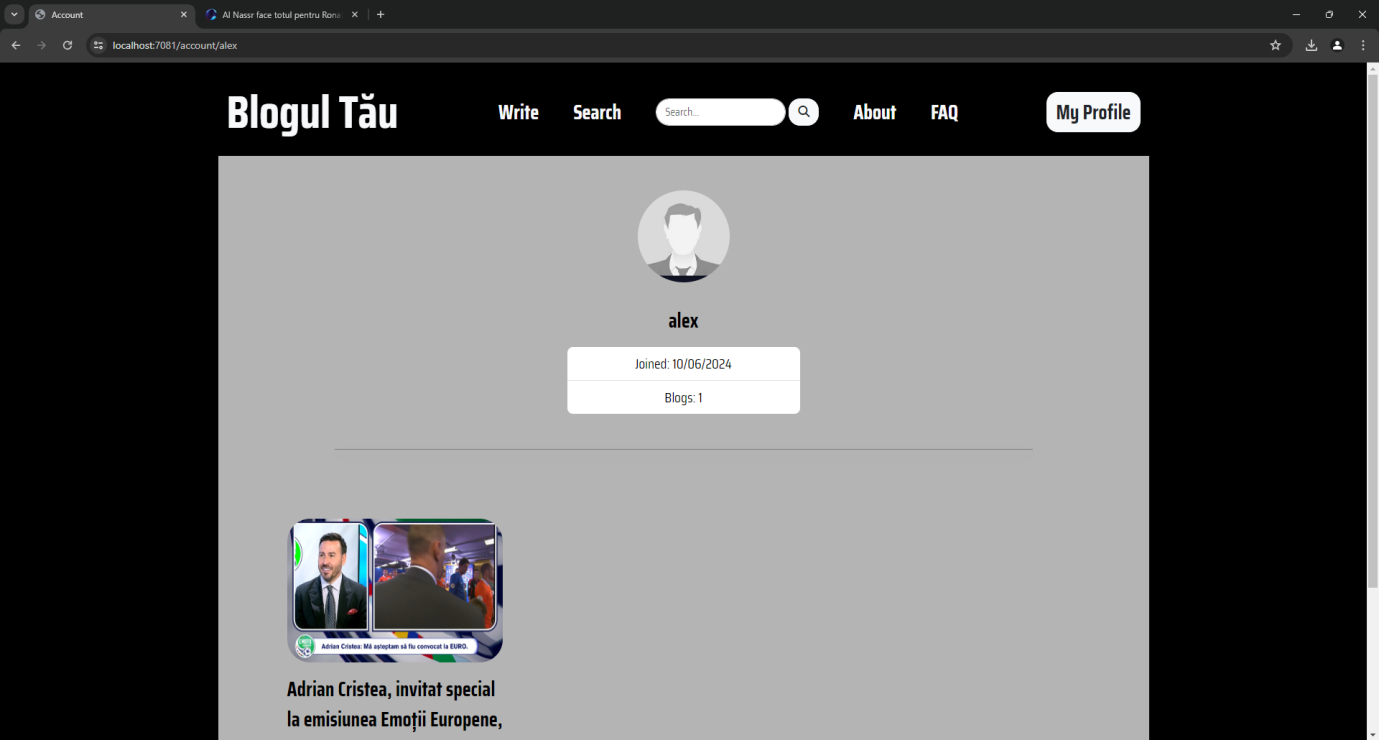 Account
Al Nassr face totul pentru Rona
localhost:7081/account/alex
Blogul Tău
Write
Search
Search...
About
FAQ
My Profile
alex
Joined: 10/06/2024
Blogs: 1
Adrian Cristea: Mă așteptam să fiu convocat la EURO.
Adrian Cristea, invitat special
la emisiunea Emoții Europene,